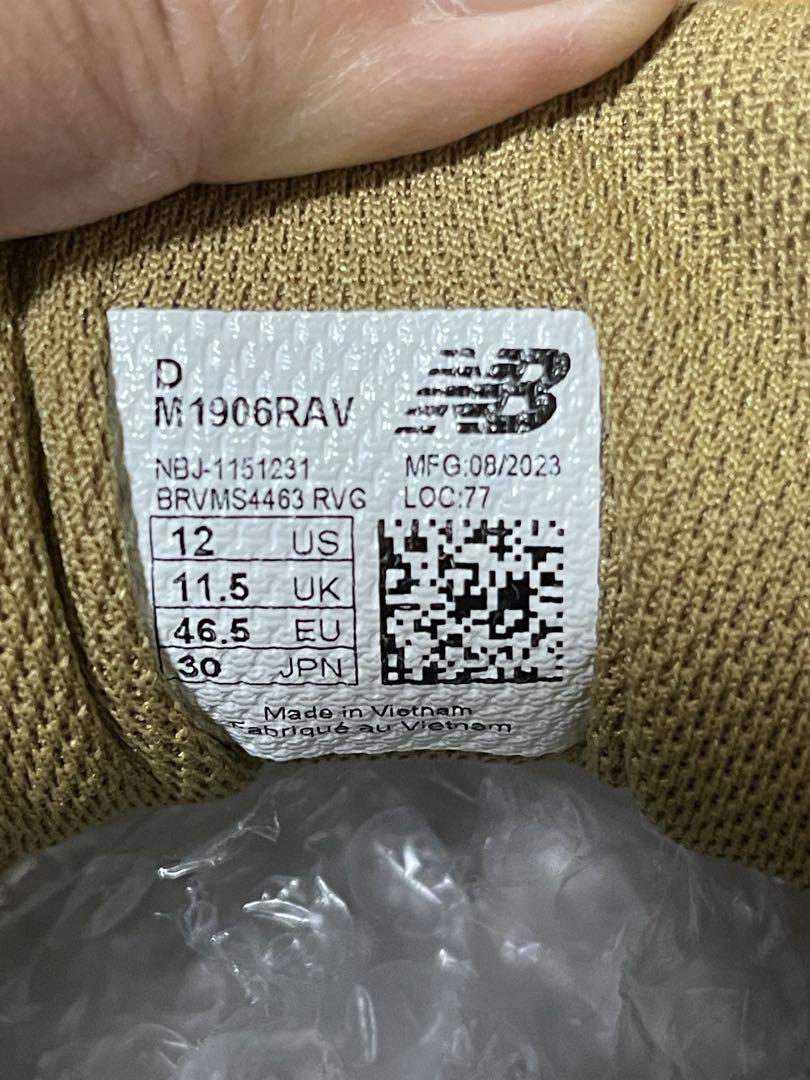 D
M1906RAV
NB
NBJ-1151231
MFG:08/2023
BRVMS4463 RVG
LOC:77
12 US
11.5 UK
46.5 EU
30 JPN
Made in Vietnam
Fabriqué au Vietnam